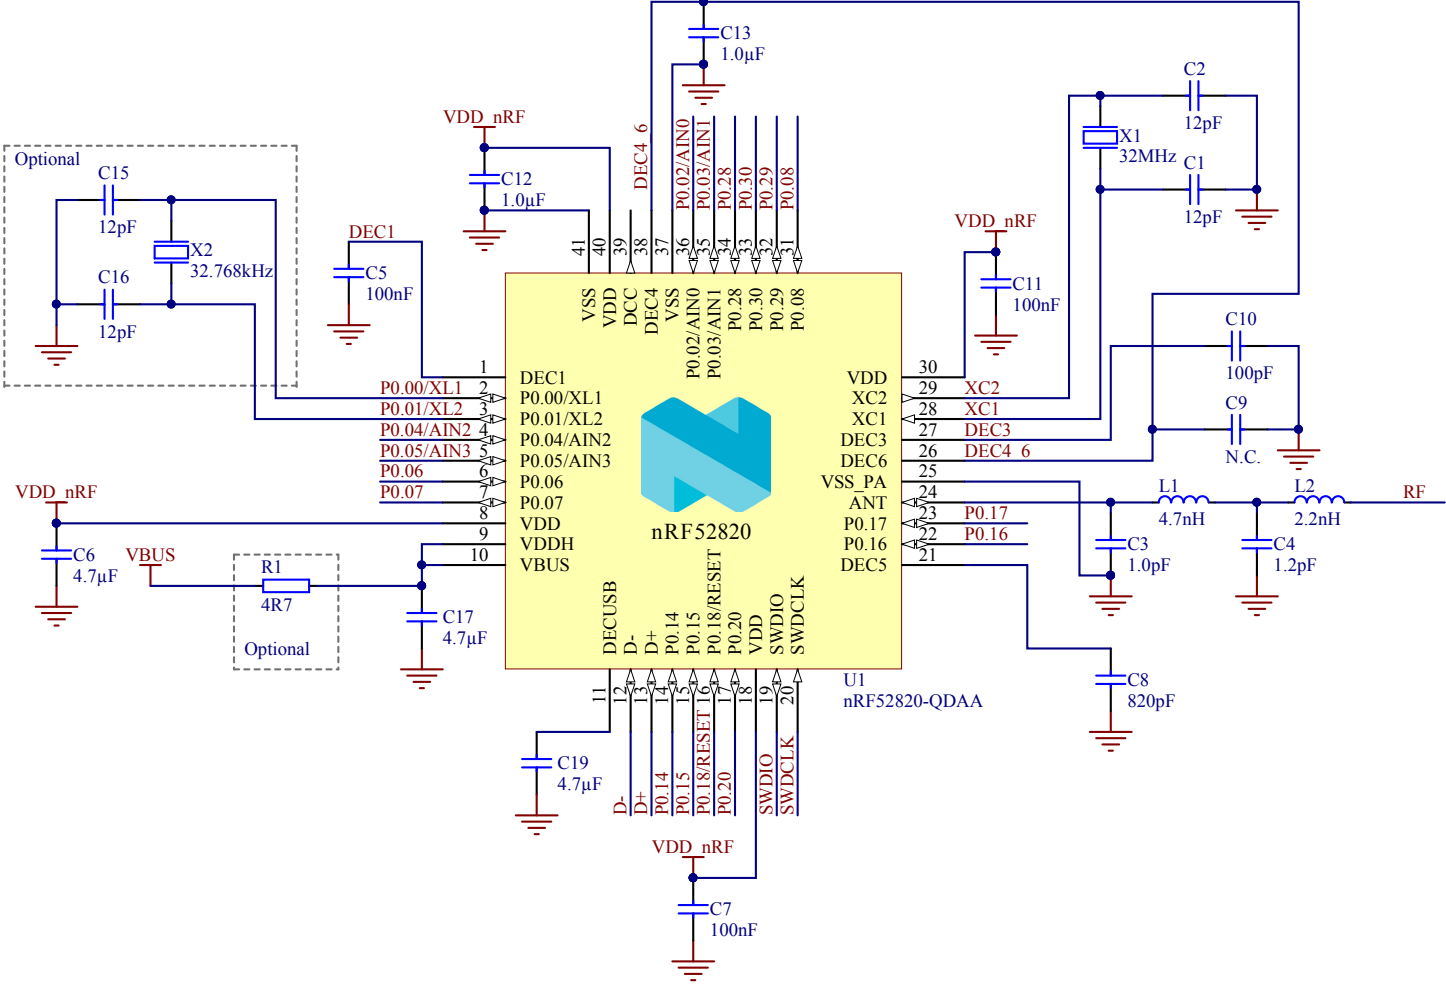 C13
1.0µF
C2
12pF
X1
32MHz
C1
12pF
VDD_nRF
C12
1.0µF
DEC4_6
P0.02/AIN0
P0.03/AIN1
P0.28
P0.30
P0.29
P0.08
Optional
C15
12pF
X2
32.768kHz
C16
12pF
DEC1
C5
100nF
VDD_nRF
C11
100nF
C10
100pF
C9
N.C.
41
40
39
38
37
36
35
34
33
32
31
VSS
VDD
DCC
DEC4
VSS
P0.02/AIN0
P0.03/AIN1
P0.28
P0.30
P0.29
P0.08
1 DEC1
P0.00/XL1 2 P0.00/XL1
P0.01/XL2 3 P0.01/XL2
P0.04/AIN2 4 P0.04/AIN2
P0.05/AIN3 5 P0.05/AIN3
P0.06 6 P0.06
P0.07 7 P0.07
8 VDD
9 VDDH
10 VBUS
VDD 30
XC2 29 XC2
XC1 28 XC1
DEC3 27 DEC3
DEC6 26 DEC4_6
VSS_PA 25
ANT 24
P0.17 23 P0.17
P0.16 22 P0.16
DEC5 21
nRF52820
L1
4.7nH
L2
2.2nH
RF
C3
1.0pF
C4
1.2pF
VDD_nRF
C6
4.7µF
VBUS
R1
4R7
Optional
C17
4.7µF
DECUSB
D-
D+
P0.14
P0.15
P0.18/RESET
P0.20
VDD
SWDIO
SWDCLK
11
12
13
14
15
16
17
18
19
20
U1
nRF52820-QDAA
C8
820pF
C19
4.7µF
D-
D+
P0.14
P0.15
P0.18/RESET
P0.20
SWDIO
SWDCLK
VDD_nRF
C7
100nF